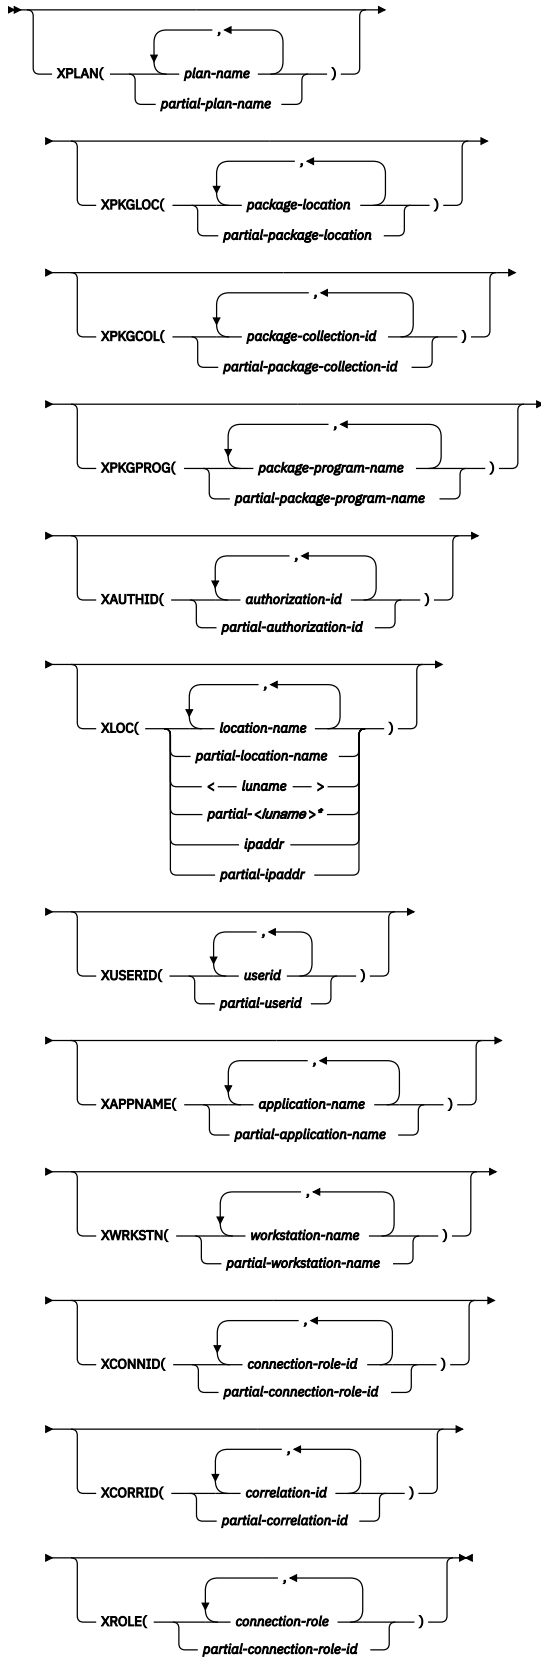 ,
XPLAN( plan-name )
partial-plan-name
,
XPKGLOC( package-location )
partial-package-location
,
XPKGCOL( package-collection-id )
partial-package-collection-id
,
XPKGPROG( package-program-name )
partial-package-program-name
,
XAUTHID( authorization-id )
partial-authorization-id
,
XLOC( location-name )
partial-location-name
< luname >
partial-<luname>*
ipaddr
partial-ipaddr
,
XUSERID( userid )
partial-userid
,
XAPPNAME( application-name )
partial-application-name
,
XWRKSTN( workstation-name )
partial-workstation-name
,
XCONNID( connection-role-id )
partial-connection-role-id
,
XCORRID( correlation-id )
partial-correlation-id
,
XROLE( connection-role )
partial-connection-role-id